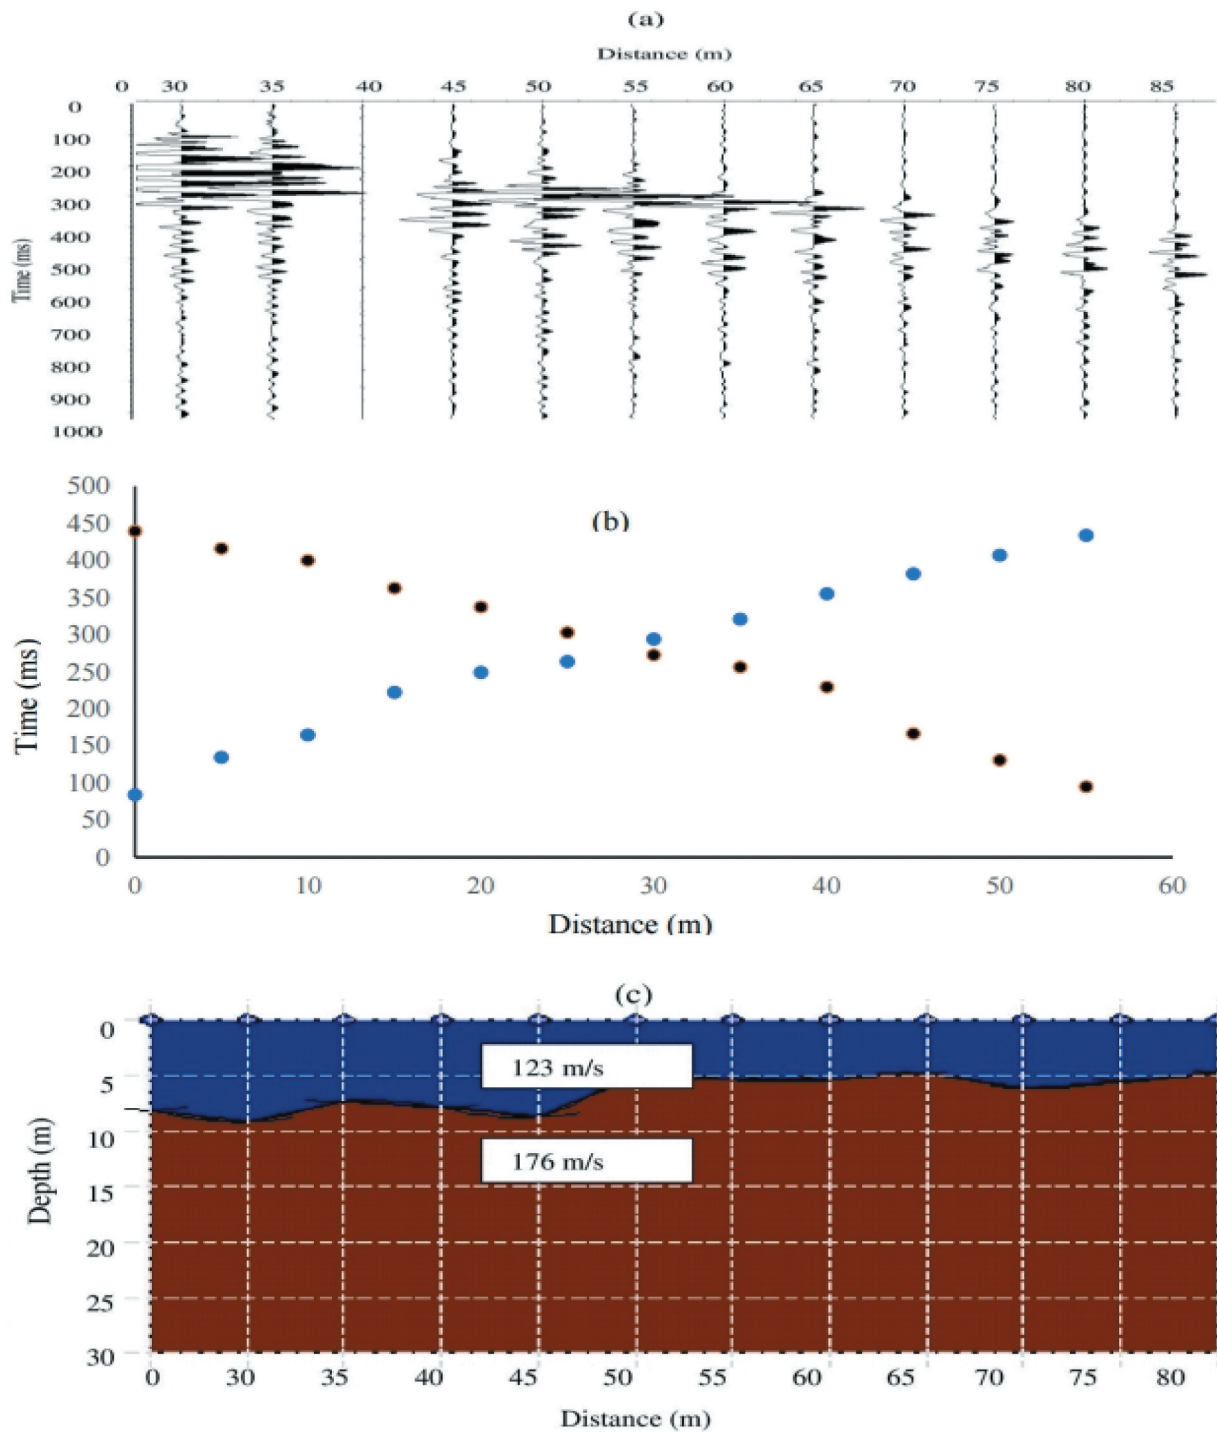 (a)
Distance (m)
0 30 35 40 45 50 55 60 65 70 75 80 85
0
100
200
300
400
500
600
700
800
900
1000
Time (ms)
(b)
500
450
400
350
300
250
200
150
100
50
0
Time (ms)
0 10 20 30 40 50 60
Distance (m)
(c)
0
5
10
15
20
25
30
Depth (m)
123 m/s
176 m/s
0 30 35 40 45 50 55 60 65 70 75 80
Distance (m)